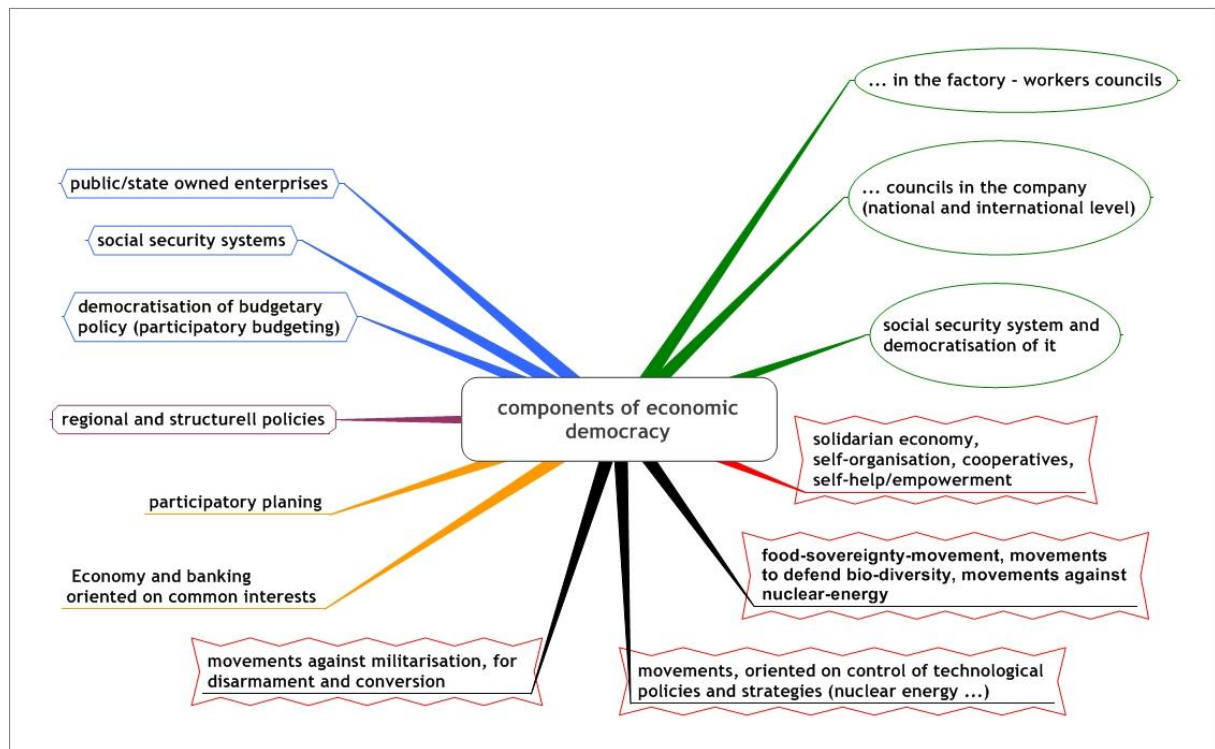 ... in the factory - workers councils
public/state owned enterprises
... councils in the company
(national and international level)
social security systems
democratisation of budgetary
policy (participatory budgeting)
social security system and
democratisation of it
components of economic
democracy
regional and structurell policies
solidarian economy,
self-organisation, cooperatives,
self-help/empowerment
participatory planing
food-sovereignty-movement, movements
to defend bio-diversity, movements against
nuclear-energy
Economy and banking
oriented on common interests
movements against militarisation, for
disarmament and conversion
movements, oriented on control of technological
policies and strategies (nuclear energy ...)